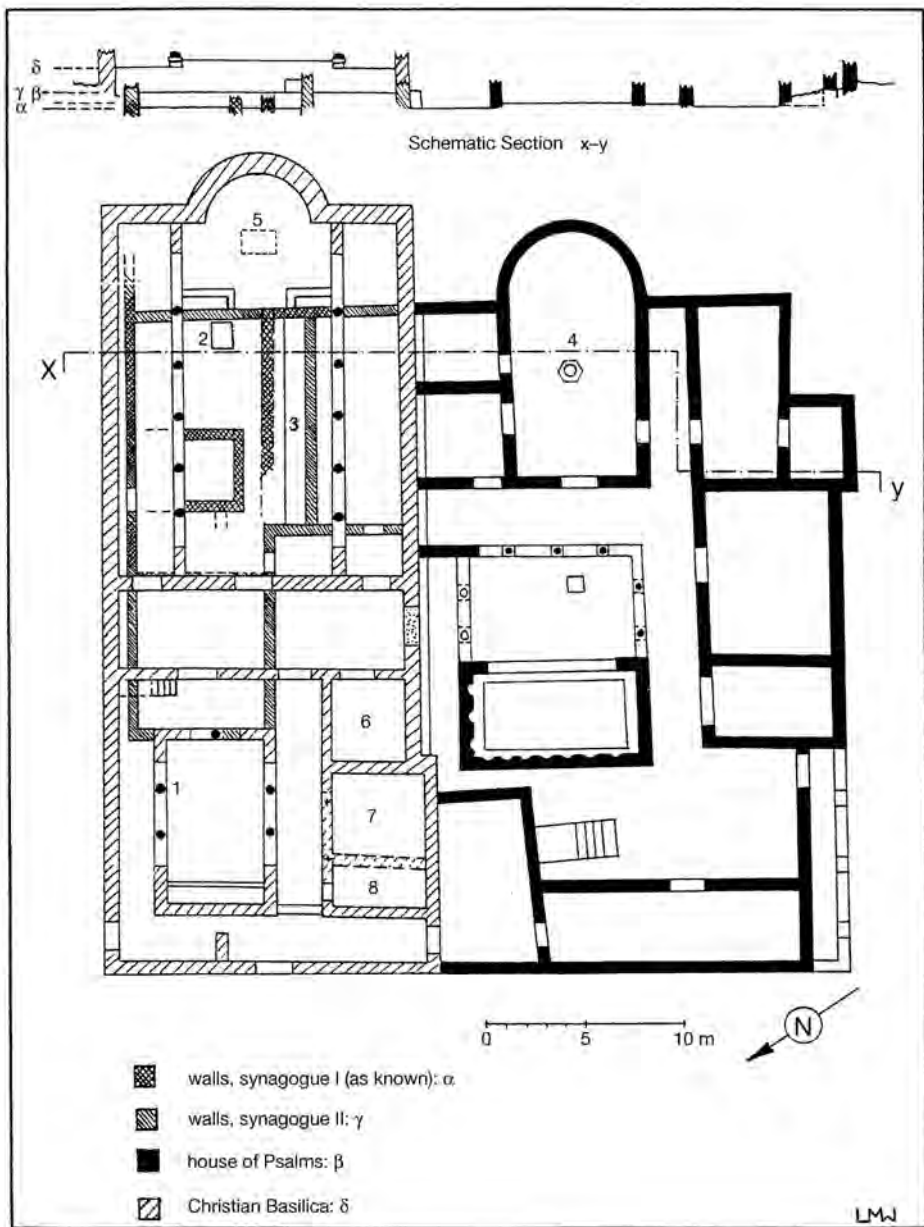 δ
γ β
α
Schematic Section x–y
5
2
4
X
3
y
1
6
7
8
N
0 5 10 m
walls, synagogue I (as known): α
walls, synagogue II: γ
house of Psalms: β
Christian Basilica: δ
LMW